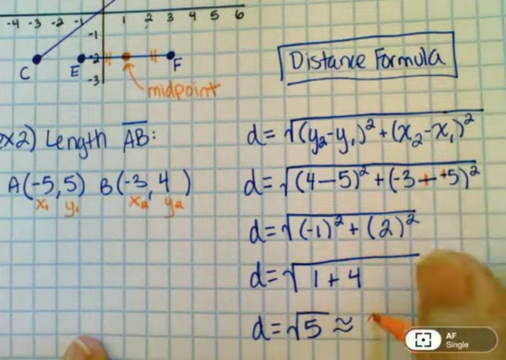 -4 -3 -2 -1 1 2 3 4 5 6
-1
-2
-3
C E F
midpoint
Distance Formula
ex2) Length AB:
A(-5,5) B(-3,4)
x₁ y₁ x₂ y₂
d=√(y₂-y₁)²+(x₂-x₁)²
d=√(4-5)²+(-3++5)²
d=√(-1)²+(2)²
d=√1+4
d=√5≈
AF
Single